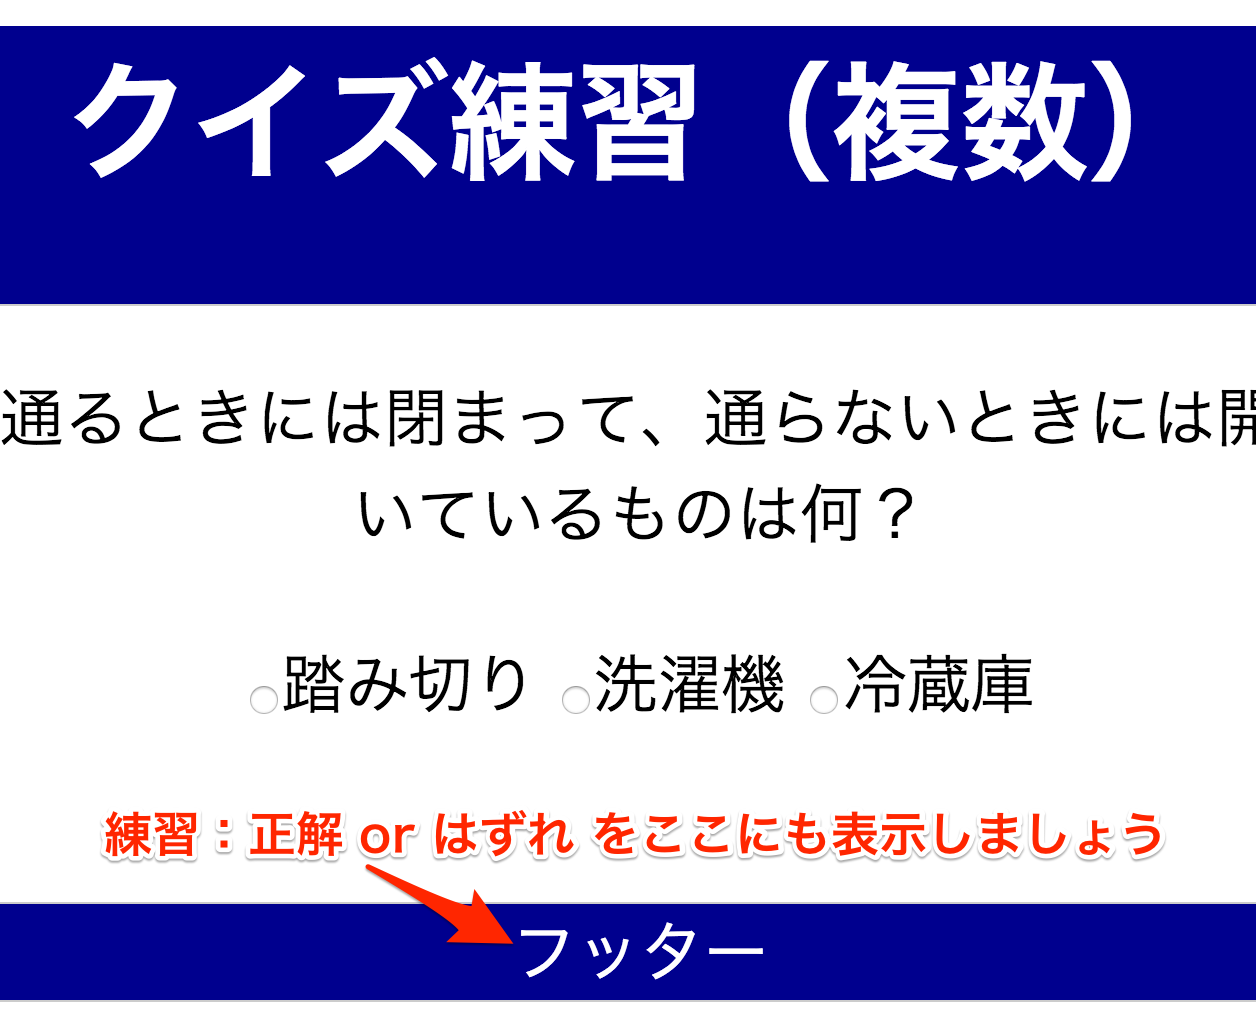 クイズ練習（複数）
通るときには閉まって、通らないときには開
いているものは何？
踏み切り 洗濯機 冷蔵庫
練習：正解 or はずれ をここにも表示しましょう
フッター